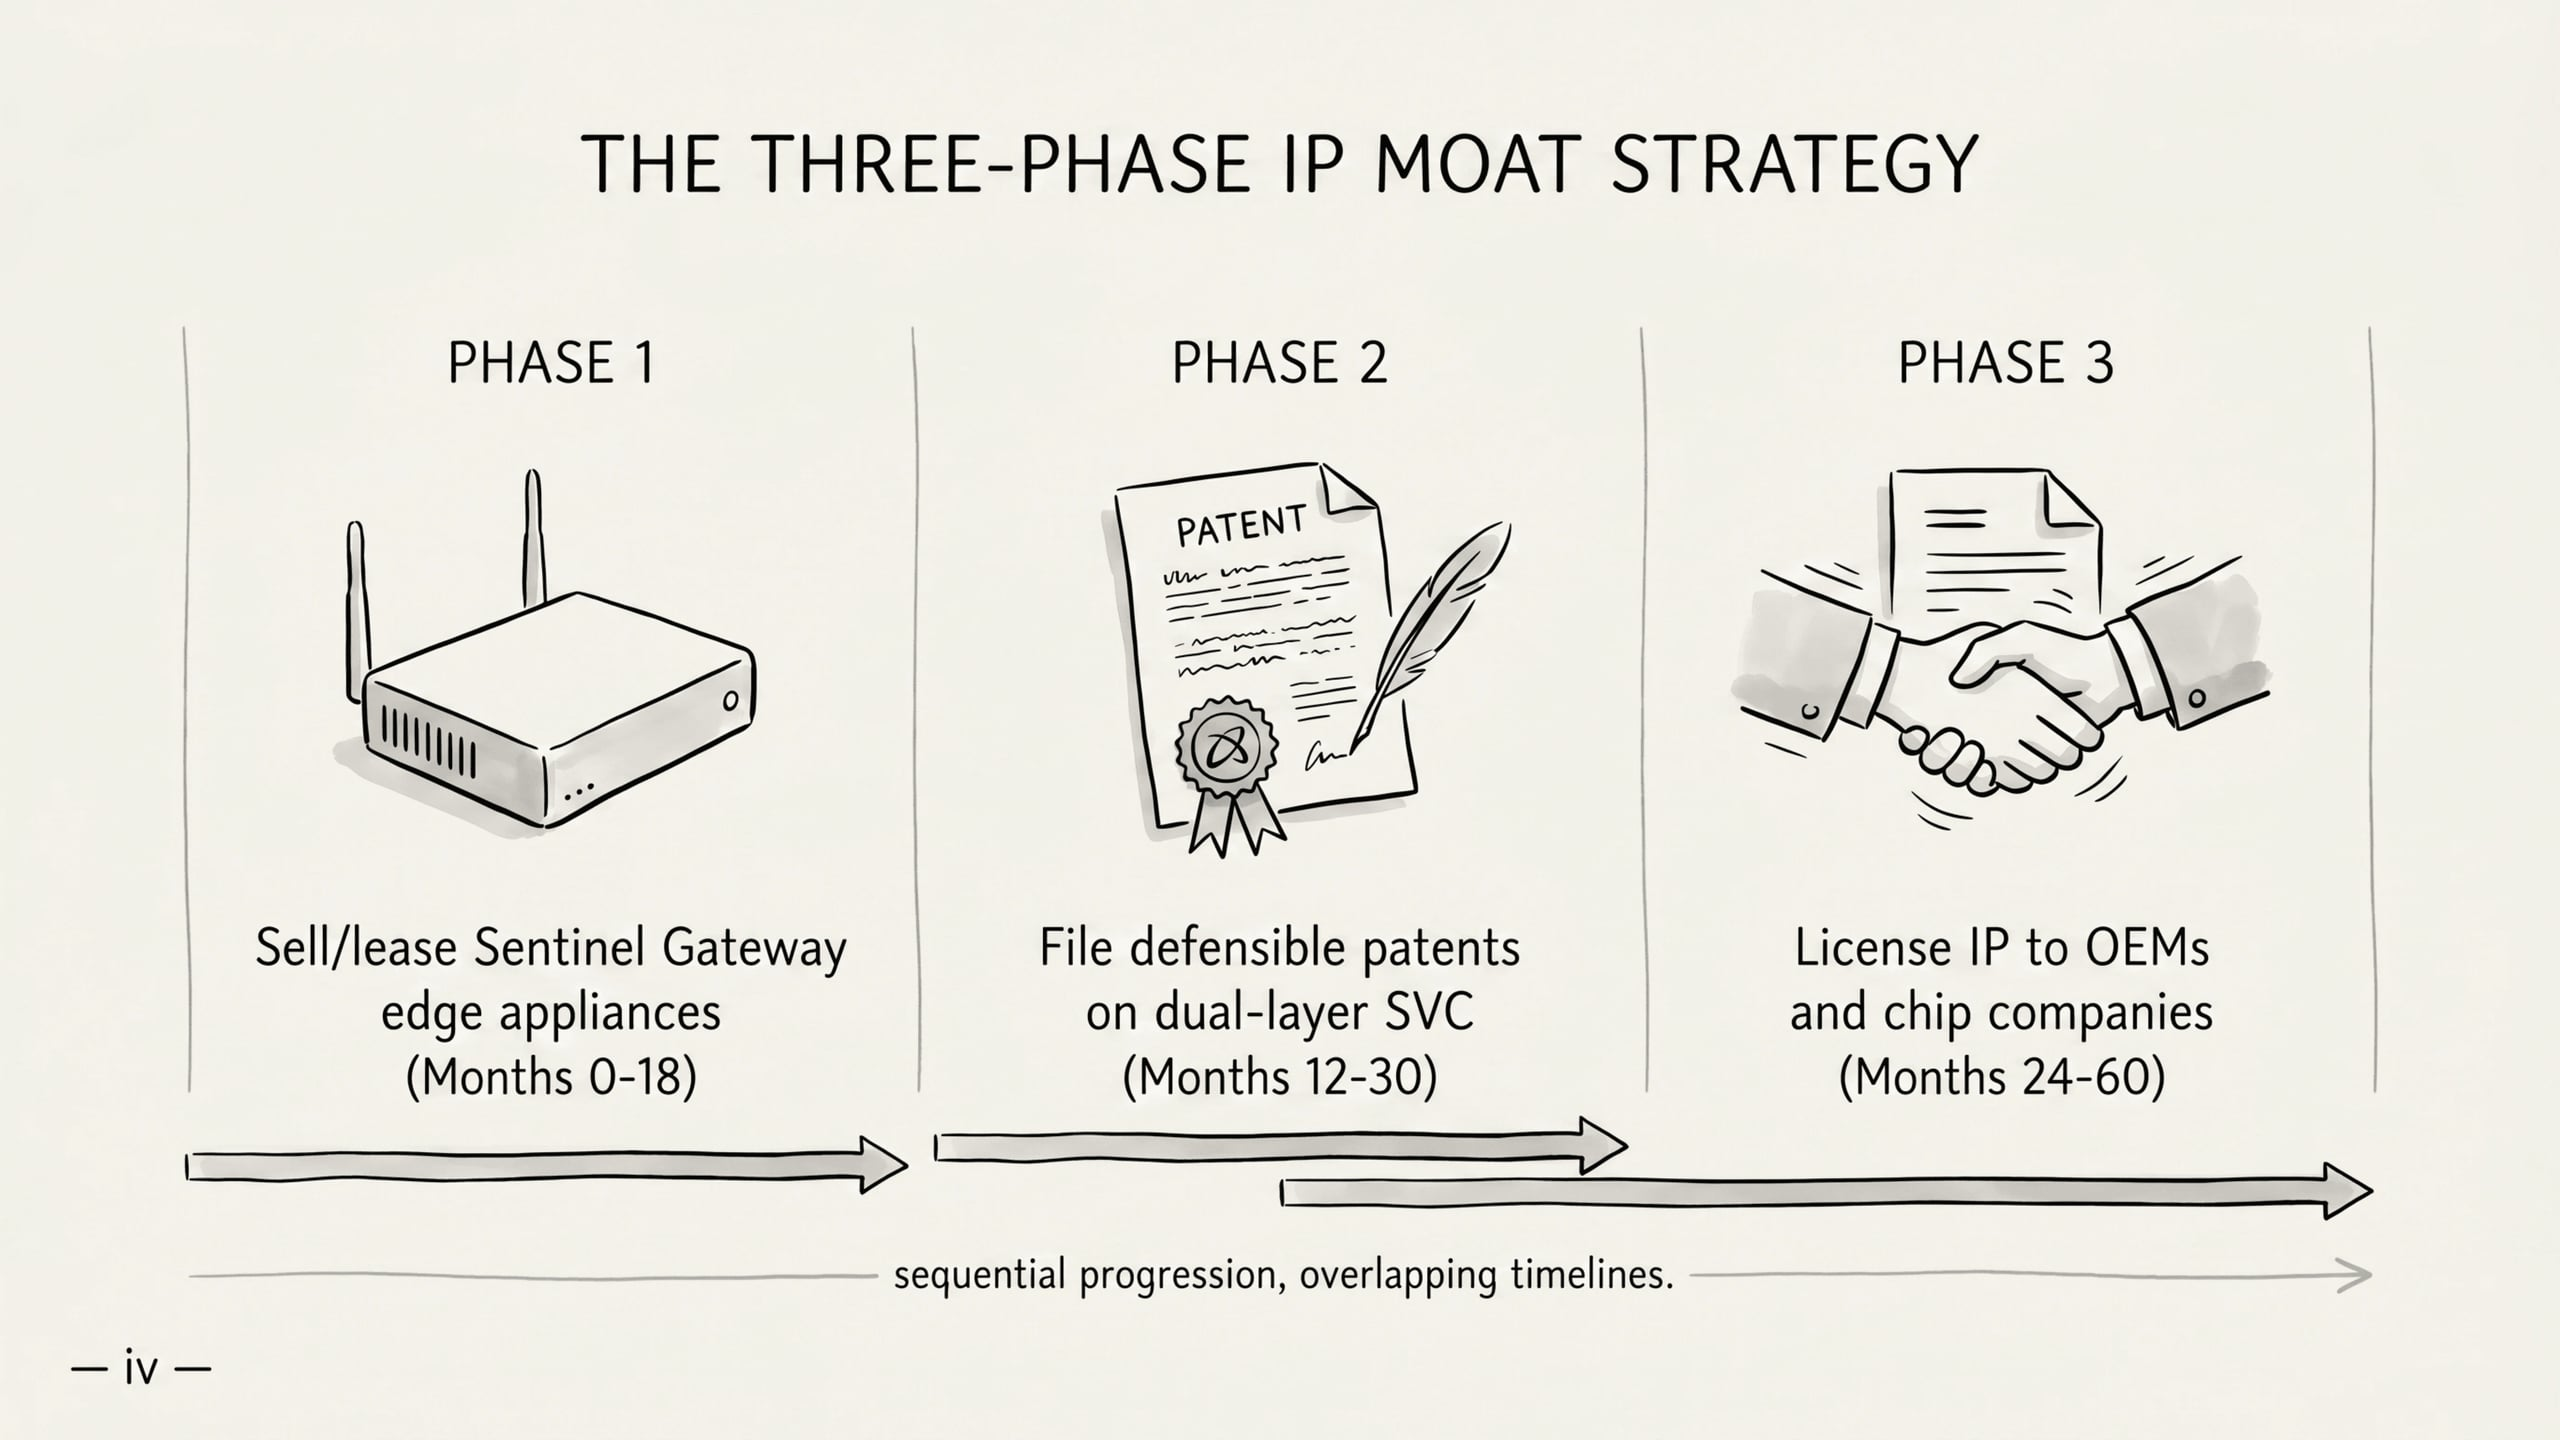 THE THREE-PHASE IP MOAT STRATEGY
PHASE 1
Sell/lease Sentinel Gateway
edge appliances
(Months 0-18)
PHASE 2
PATENT
File defensible patents
on dual-layer SVC
(Months 12-30)
PHASE 3
License IP to OEMs
and chip companies
(Months 24-60)
sequential progression, overlapping timelines.
— iv —